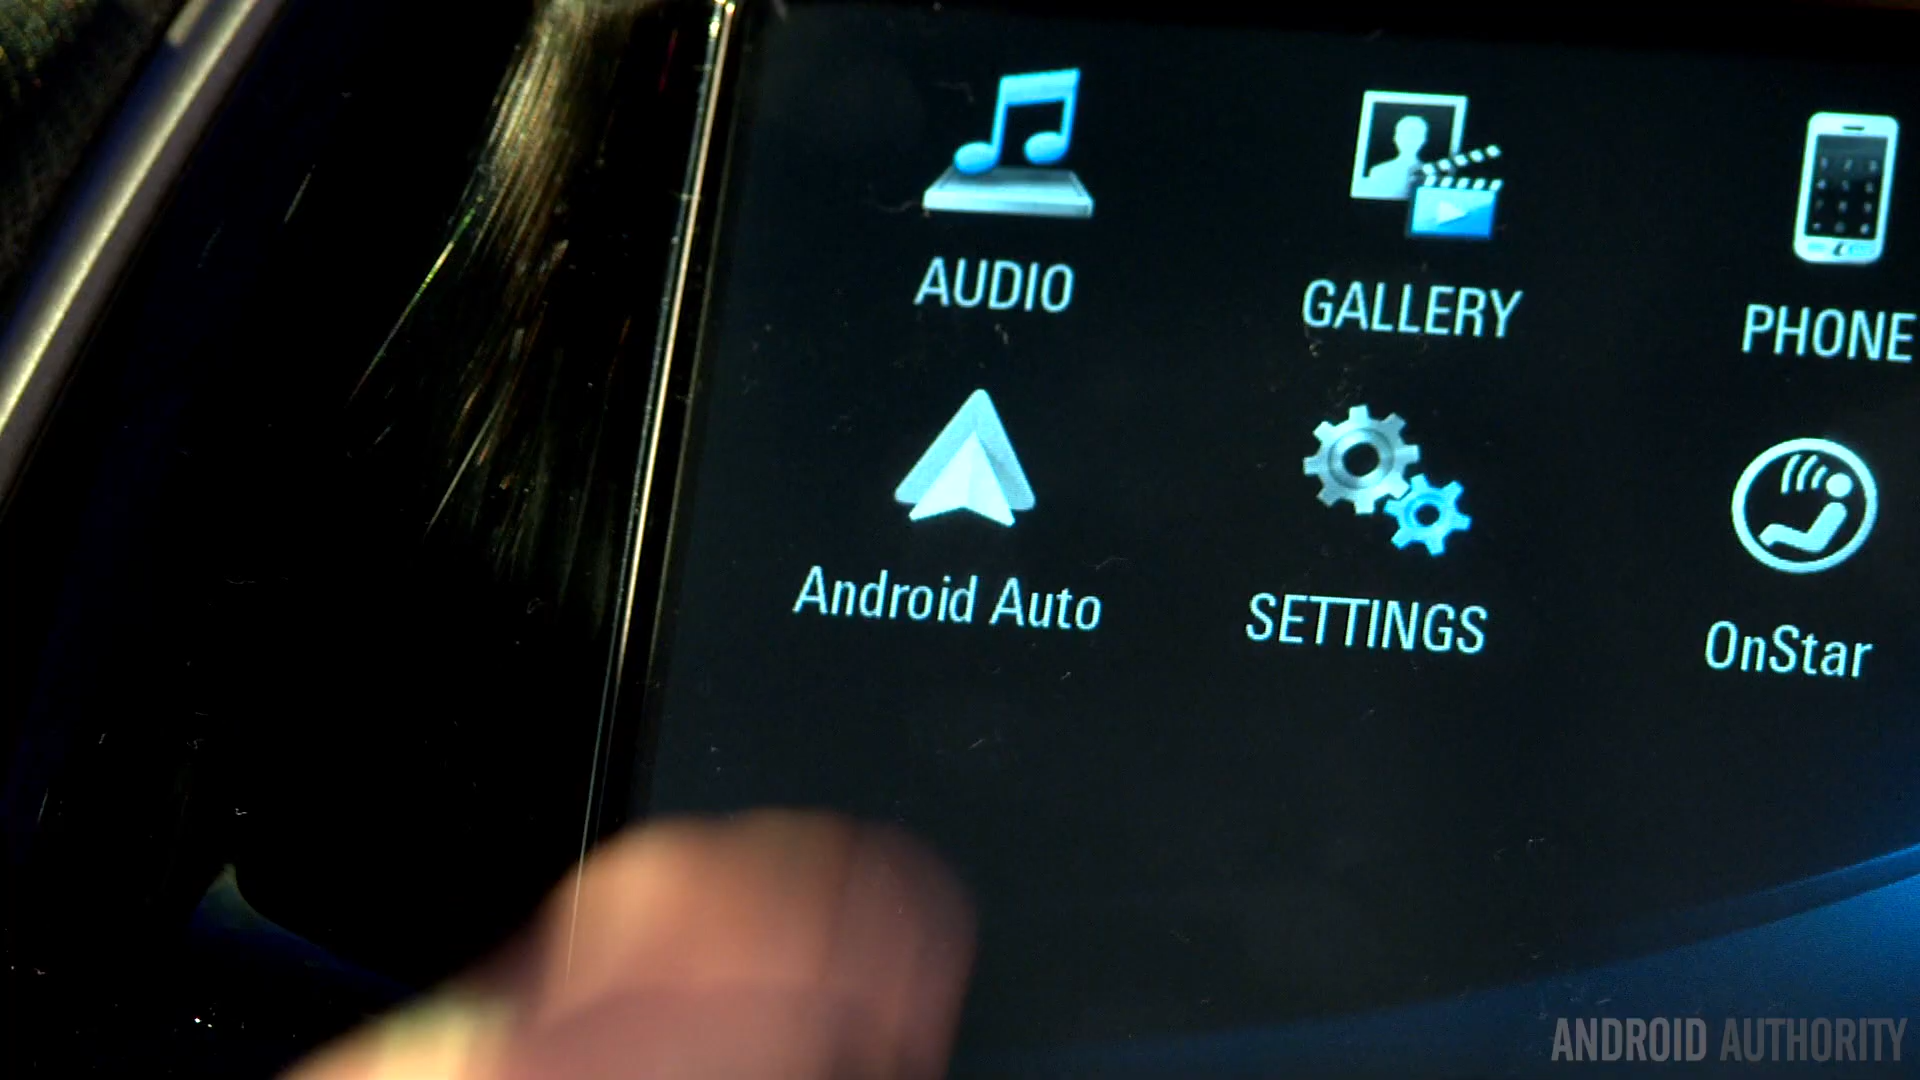 AUDIO
GALLERY
PHONE
Android Auto
SETTINGS
OnStar
ANDROID AUTHORITY